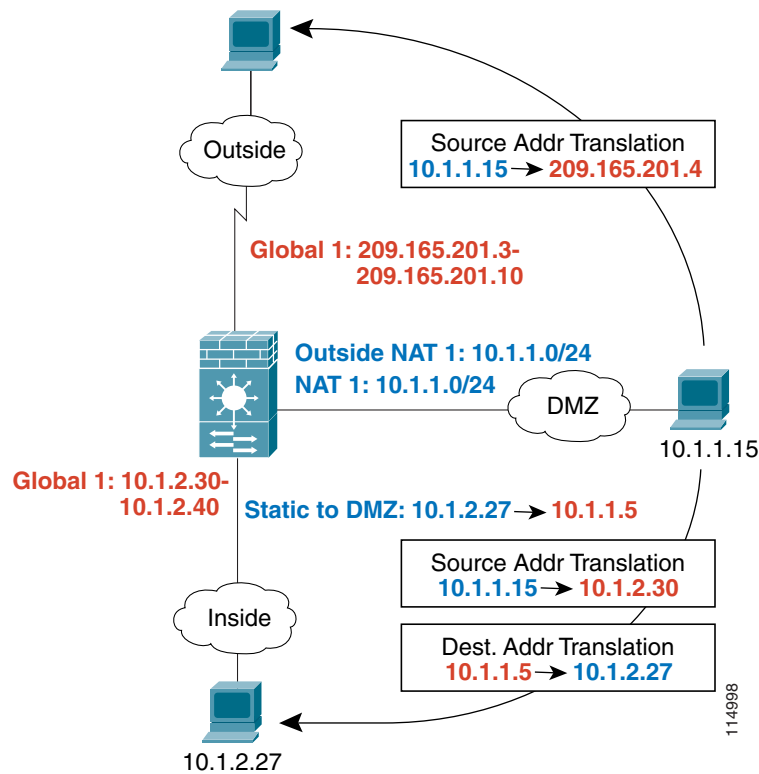 Outside
Source Addr Translation
10.1.1.15 → 209.165.201.4
Global 1: 209.165.201.3-
209.165.201.10
Outside NAT 1: 10.1.1.0/24
NAT 1: 10.1.1.0/24
DMZ
10.1.1.15
Global 1: 10.1.2.30-
10.1.2.40
Static to DMZ: 10.1.2.27 → 10.1.1.5
Source Addr Translation
10.1.1.15 → 10.1.2.30
Inside
Dest. Addr Translation
10.1.1.5 → 10.1.2.27
114998
10.1.2.27